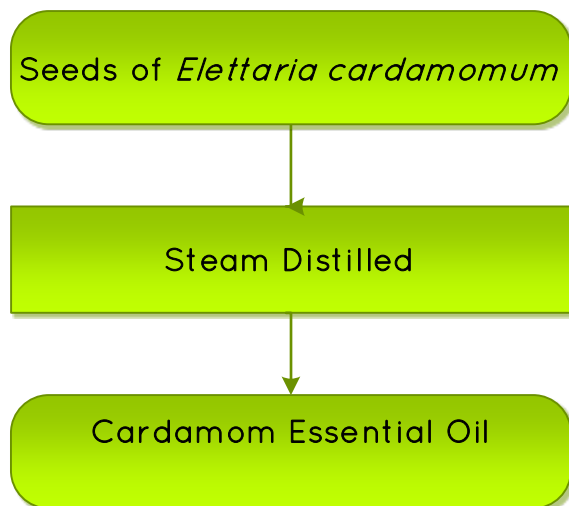 Seeds of Elettaria cardamomum
Steam Distilled
Cardamom Essential Oil